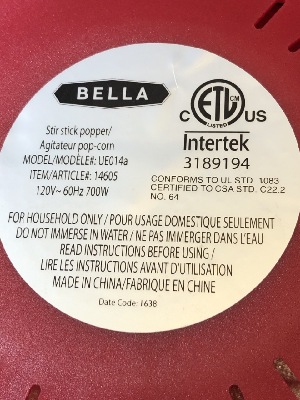 BELLA
Stir stick popper/
Agitateur pop-corn
MODEL/MODÈLE#: UE014a
ITEM/ARTICLE#: 14605
120V~ 60Hz 700W
C ETL CM US
LISTED
Intertek
3189194
CONFORMS TO UL STD. 1083
CERTIFIED TO CSA STD. C22.2
NO. 64
FOR HOUSEHOLD ONLY / POUR USAGE DOMESTIQUE SEULEMENT
DO NOT IMMERSE IN WATER / NE PAS IMMERGER DANS L'EAU
READ INSTRUCTIONS BEFORE USING /
LIRE LES INSTRUCTIONS AVANT D'UTILISATION
MADE IN CHINA/FABRIQUE EN CHINE
Date Code: 1638